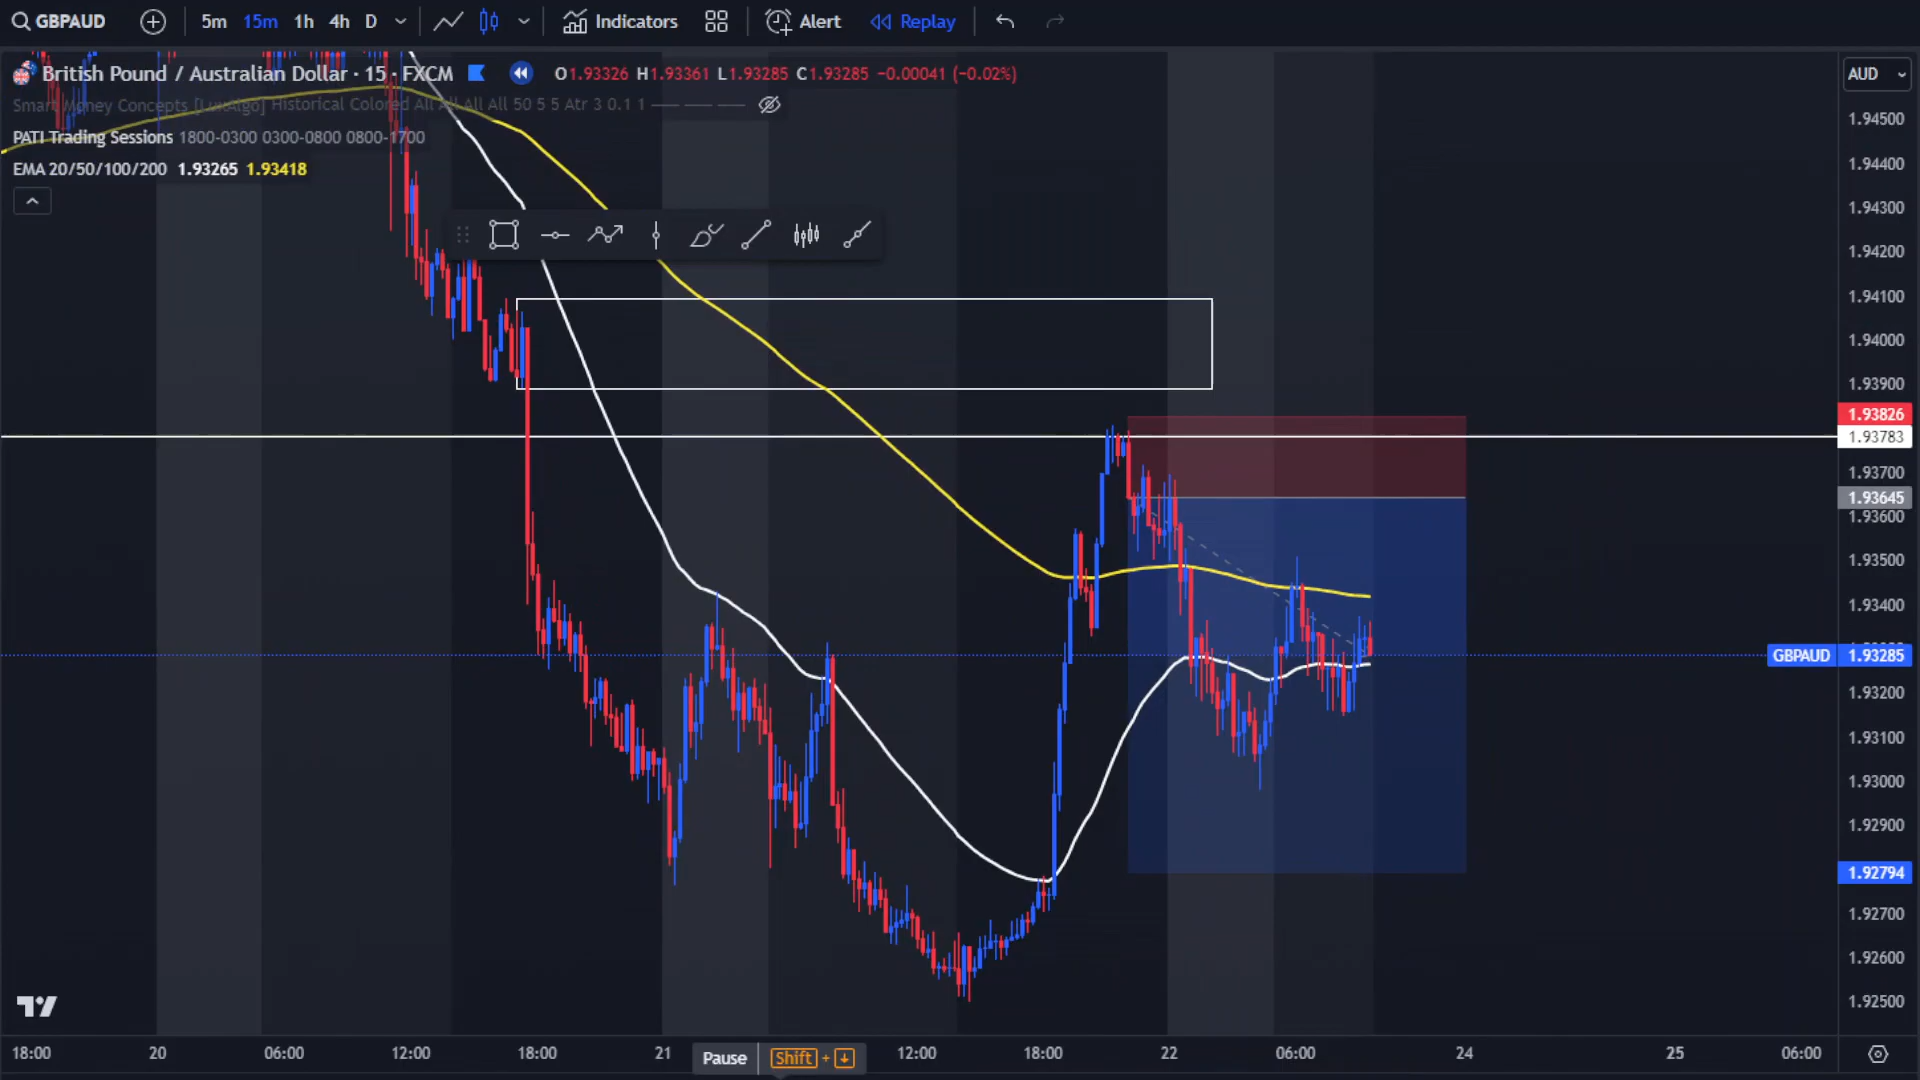 GBPAUD 5m 15m 1h 4h D Indicators Alert Replay
British Pound / Australian Dollar · 15 · FXCM O1.93326 H1.93361 L1.93285 C1.93285 −0.00041 (−0.02%)
AUD
Smart Money Concepts [LuxAlgo] Historical Colored All All All All 50 5 5 Atr 3 0.1 1
PATI Trading Sessions 1800-0300 0300-0800 0800-1700
EMA 20/50/100/200 1.93265 1.93418
1.94500
1.94400
1.94300
1.94200
1.94100
1.94000
1.93900
1.93826
1.93783
1.93700
1.93645
1.93600
1.93500
1.93400
GBPAUD 1.93285
1.93200
1.93100
1.93000
1.92900
1.92794
1.92700
1.92600
1.92500
18:00 20 06:00 12:00 18:00 21 12:00 18:00 22 06:00 24 25 06:00
Pause Shift + ↓